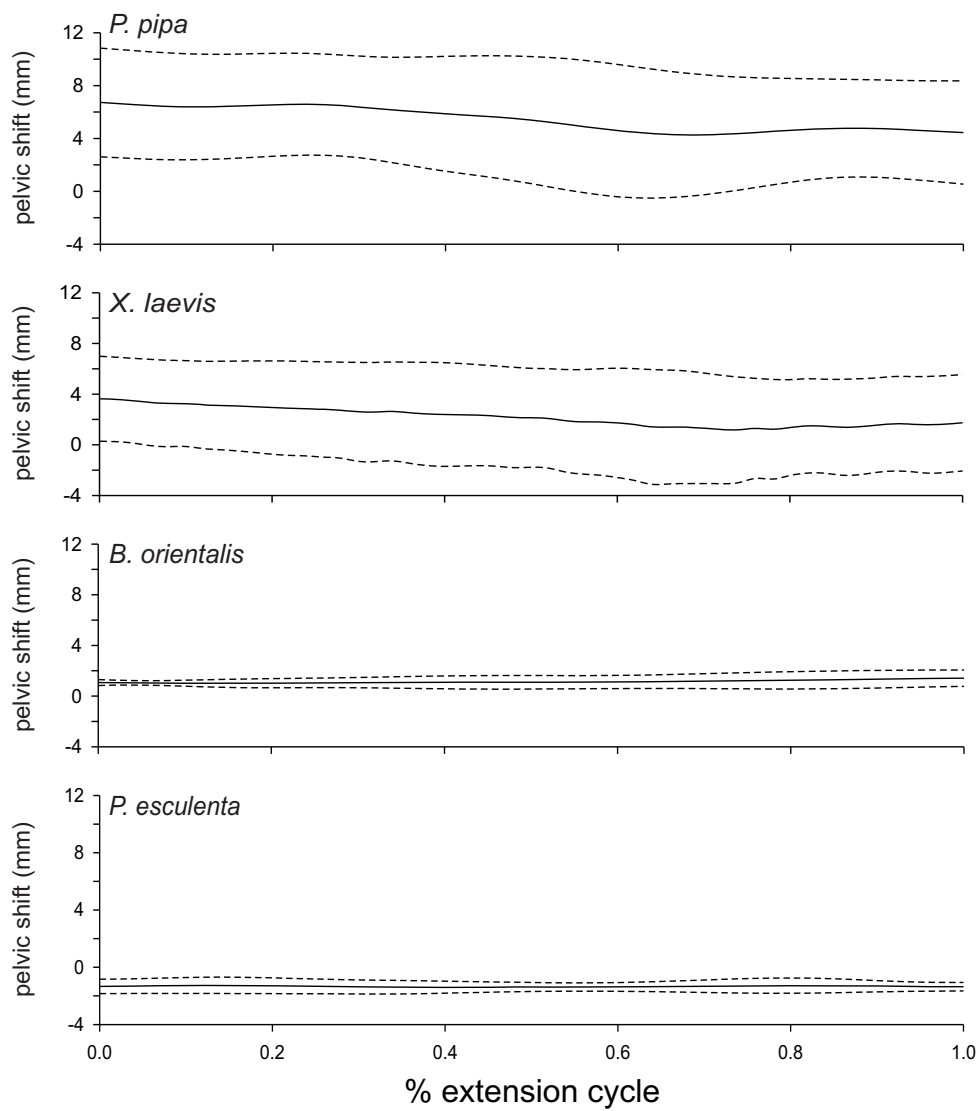 P. pipa
pelvic shift (mm)
12
8
4
0
-4
X. laevis
pelvic shift (mm)
12
8
4
0
-4
B. orientalis
pelvic shift (mm)
12
8
4
0
-4
P. esculenta
pelvic shift (mm)
12
8
4
0
-4
0.0 0.2 0.4 0.6 0.8 1.0
% extension cycle